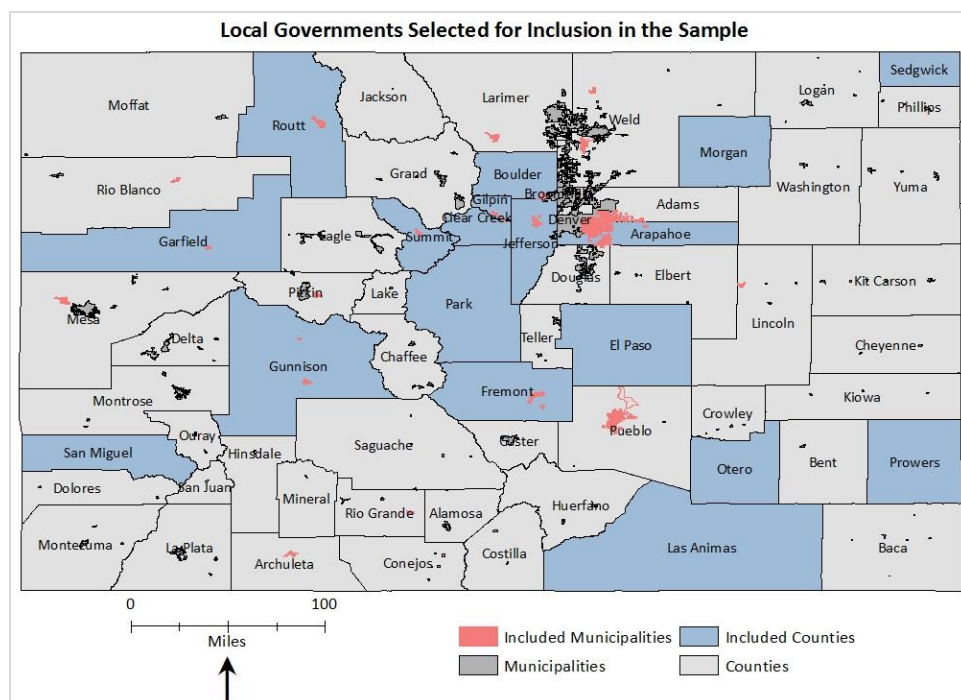 Local Governments Selected for Inclusion in the Sample
Sedgwick
Moffat
Jackson
Larimer
Logan
Phillips
Routt
Weld
Morgan
Grand
Boulder
Washington
Yuma
Rio Blanco
Gilpin
Adams
Clear Creek
Denver
Arapahoe
Garfield
Eagle
Summit
Jefferson
Douglas
Elbert
Kit Carson
Pitkin
Lake
Park
Mesa
Lincoln
Delta
Teller
El Paso
Cheyenne
Chaffee
Gunnison
Fremont
Kiowa
Montrose
Crowley
Pueblo
Ouray
Custer
San Miguel
Hinsdale
Saguache
Otero
Bent
Prowers
Dolores
San Juan
Mineral
Rio Grande
Alamosa
Huerfano
Montezuma
La Plata
Archuleta
Conejos
Costilla
Las Animas
Baca
0 100
Miles
Included Municipalities Included Counties
Municipalities Counties